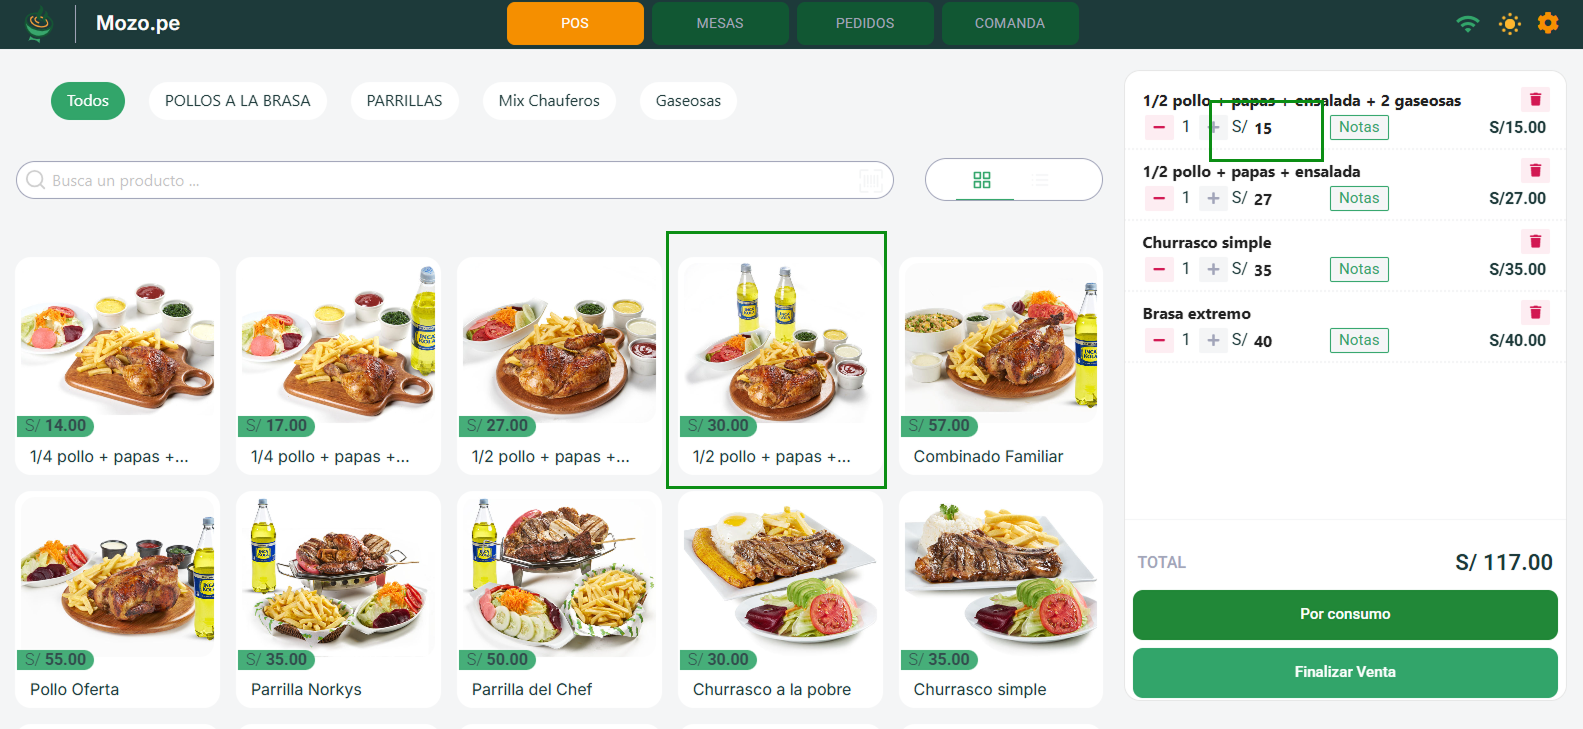 Mozo.pe
POS
MESAS
PEDIDOS
COMANDA
Todos
POLLOS A LA BRASA
PARRILLAS
Mix Chauferos
Gaseosas
Busca un producto ...
S/ 14.00
1/4 pollo + papas +...
S/ 17.00
1/4 pollo + papas +...
S/ 27.00
1/2 pollo + papas +...
S/ 30.00
1/2 pollo + papas +...
S/ 57.00
Combinado Familiar
S/ 55.00
Pollo Oferta
S/ 35.00
Parrilla Norkys
S/ 50.00
Parrilla del Chef
S/ 30.00
Churrasco a la pobre
S/ 35.00
Churrasco simple
1/2 pollo + papas + ensalada + 2 gaseosas
− 1 + S/ 15 Notas S/15.00
1/2 pollo + papas + ensalada
− 1 + S/ 27 Notas S/27.00
Churrasco simple
− 1 + S/ 35 Notas S/35.00
Brasa extremo
− 1 + S/ 40 Notas S/40.00
TOTAL S/ 117.00
Por consumo
Finalizar Venta